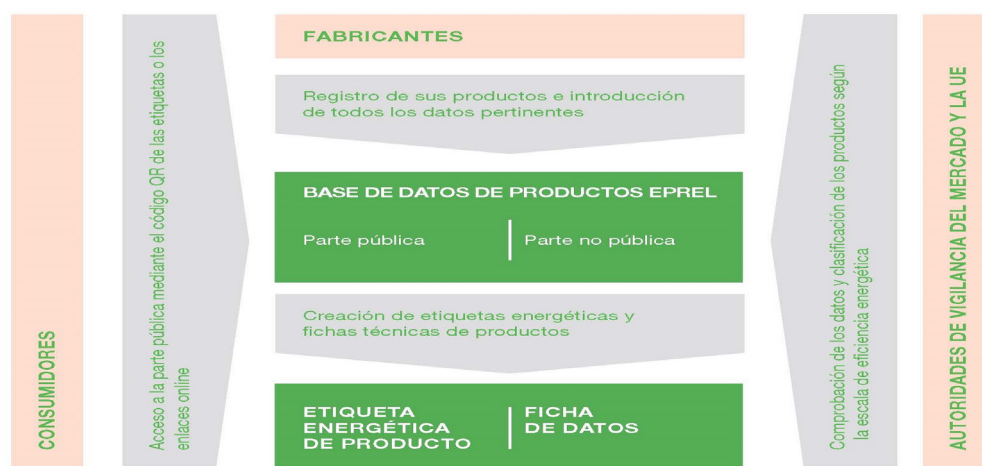 CONSUMIDORES
Acceso a la parte pública mediante el código QR de las etiquetas o los
enlaces online
FABRICANTES
Registro de sus productos e introducción
de todos los datos pertinentes
BASE DE DATOS DE PRODUCTOS EPREL
Parte pública
Parte no pública
Creación de etiquetas energéticas y
fichas técnicas de productos
ETIQUETA
ENERGÉTICA
DE PRODUCTO
FICHA
DE DATOS
Comprobación de los datos y clasificación de los productos según
la escala de eficiencia energética
AUTORIDADES DE VIGILANCIA DEL MERCADO Y LA UE